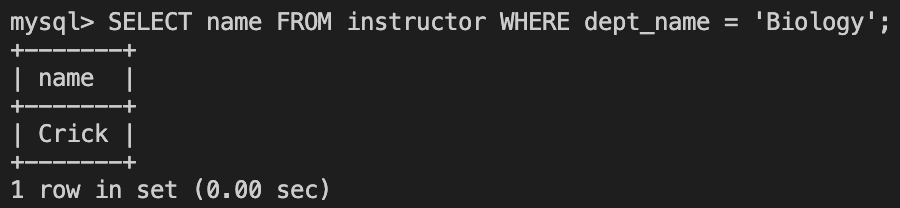 mysql> SELECT name FROM instructor WHERE dept_name = 'Biology';
+-------+
| name  |
+-------+
| Crick |
+-------+
1 row in set (0.00 sec)